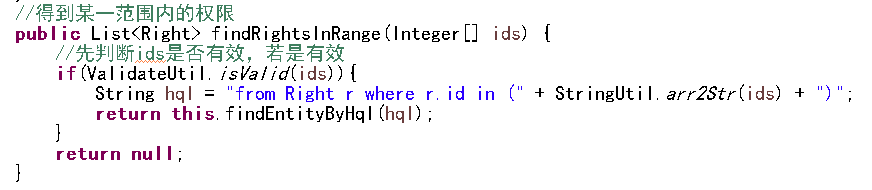 //得到某一范围内的权限
public List<Right> findRightsInRange(Integer[] ids) {
//先判断ids是否有效，若是有效
if(ValidateUtil.isValid(ids)){
String hql = "from Right r where r.id in (" + StringUtil.arr2Str(ids) + ")";
return this.findEntityByHql(hql);
}
return null;
}